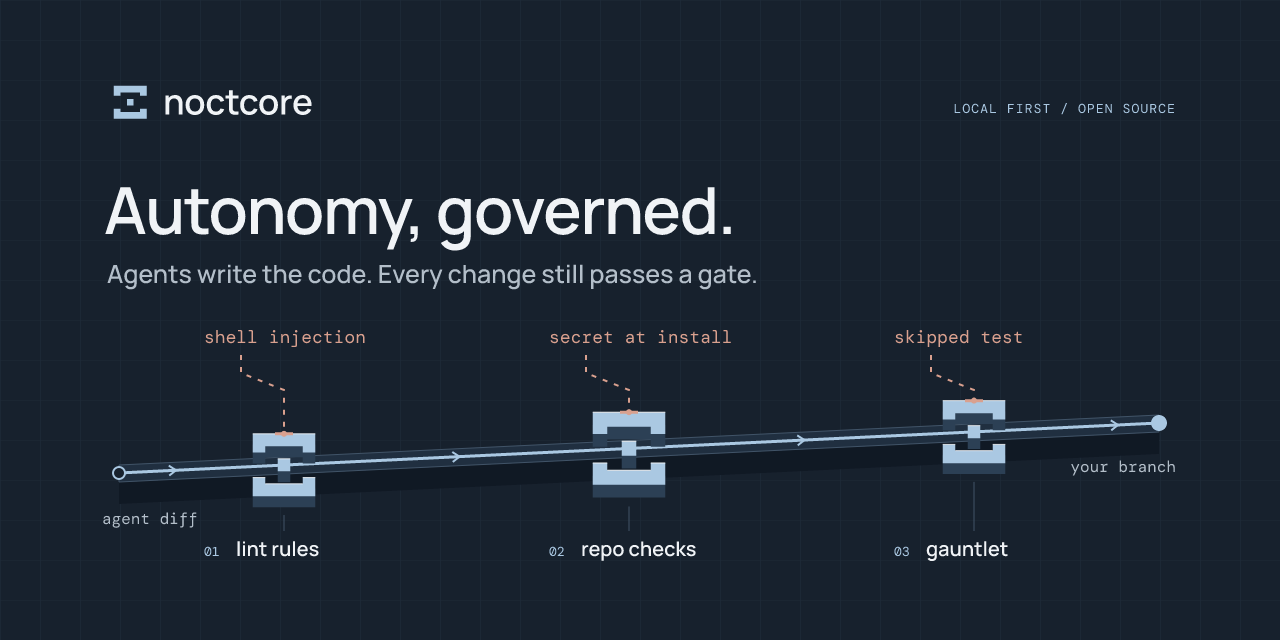 noctcore
LOCAL FIRST / OPEN SOURCE
Autonomy, governed.
Agents write the code. Every change still passes a gate.
shell injection
secret at install
skipped test
your branch
agent diff
01 lint rules
02 repo checks
03 gauntlet